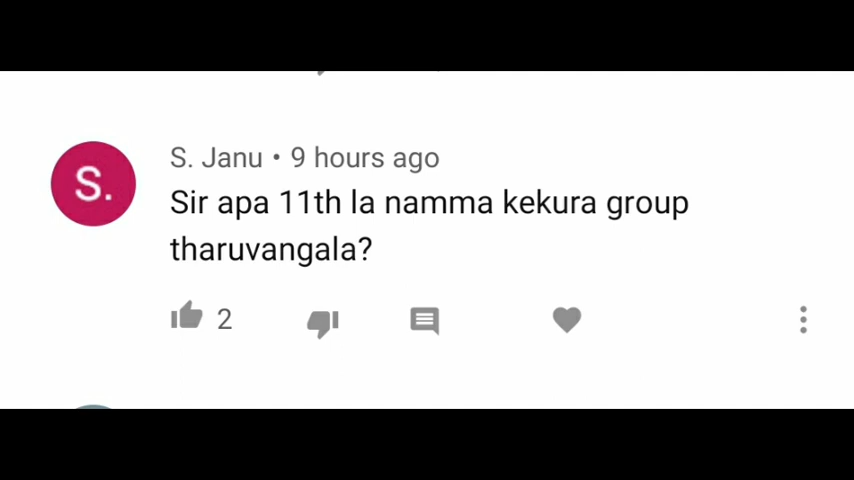 S.
S. Janu • 9 hours ago
Sir apa 11th la namma kekura group
tharuvangala?
2